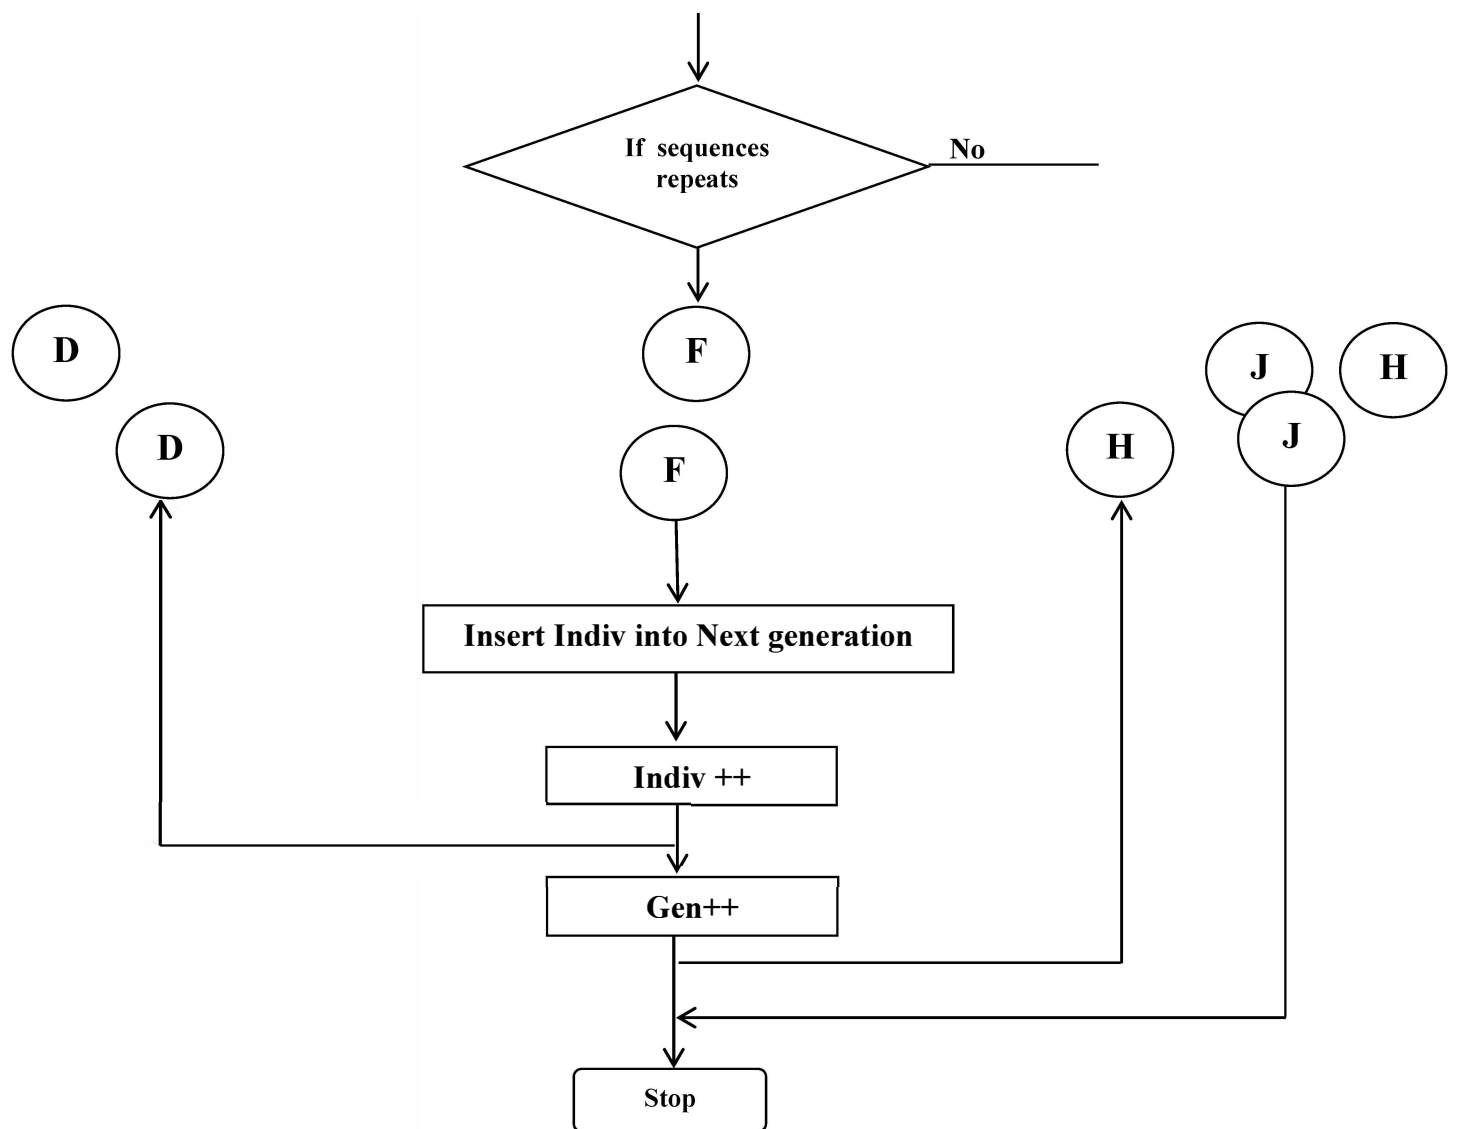 If sequences
repeats
No
D
F
J
H
D
F
H
J
Insert Indiv into Next generation
Indiv ++
Gen++
Stop